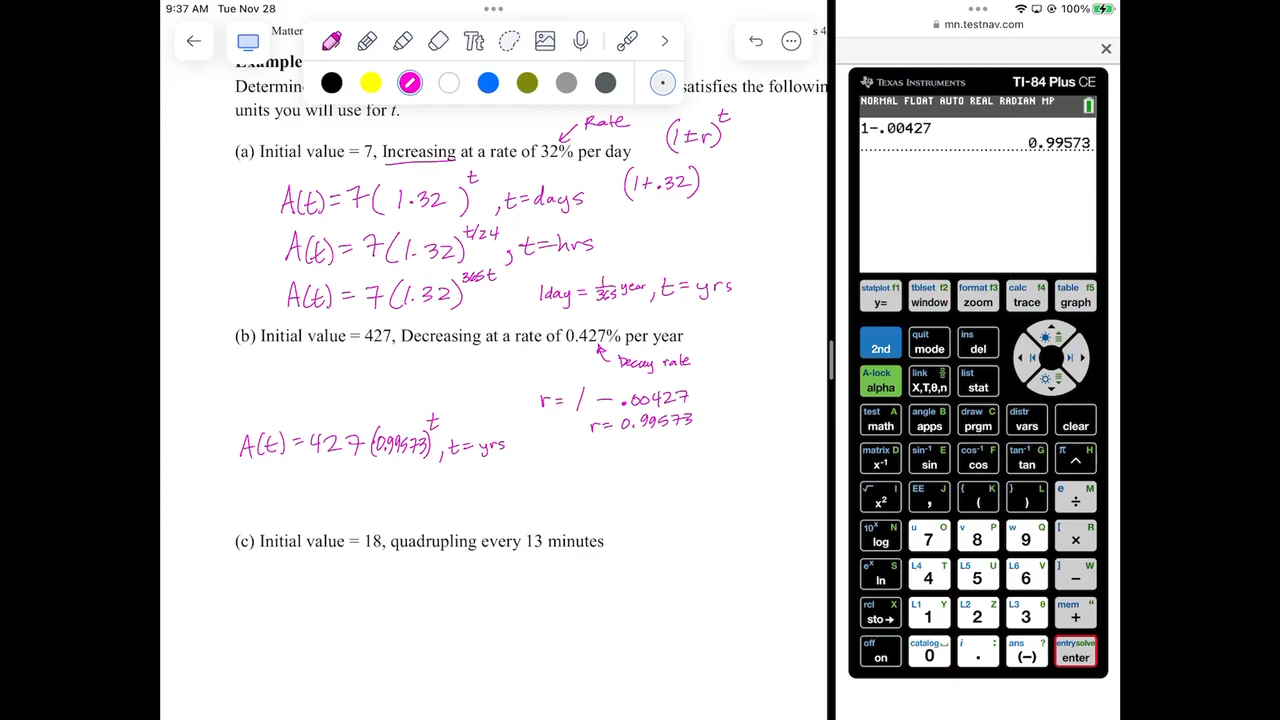 9:37 AM Tue Nov 28
100%
mn.testnav.com
Matter
s 4
Tt
Example
Determin
satisfies the following
units you will use for t.
Rate
(1±r)^t
(a) Initial value = 7, Increasing at a rate of 32% per day
A(t) = 7(1.32)^t, t=days
(1+.32)
A(t) = 7(1.32)^t/24, t=hrs
A(t) = 7(1.32)^365t
1day = 1/365 year, t=yrs
(b) Initial value = 427, Decreasing at a rate of 0.427% per year
Decay rate
r = 1 - .00427
r= 0.99573
A(t) = 427(0.99573)^t, t=yrs
(c) Initial value = 18, quadrupling every 13 minutes
TEXAS INSTRUMENTS TI-84 Plus CE
NORMAL FLOAT AUTO REAL RADIAN MP
1-.00427
0.99573
statplot f1 tblset f2 format f3 calc f4 table f5
y= window zoom trace graph
quit ins
2nd mode del
A-lock link list
alpha X,T,θ,n stat
test A angle B draw C distr
math apps prgm vars clear
matrix D sin⁻¹ E cos⁻¹ F tan⁻¹ G π H
x⁻¹ sin cos tan ^
√ I EE J { K } L e M
x² , ( ) ÷
10ˣ N u O v P w Q [ R
log 7 8 9 ×
eˣ S L4 T L5 U L6 V ] W
ln 4 5 6 −
rcl X L1 Y L2 Z L3 θ mem "
sto→ 1 2 3 +
off catalog i : ans ? entry solve
on 0 . (−) enter